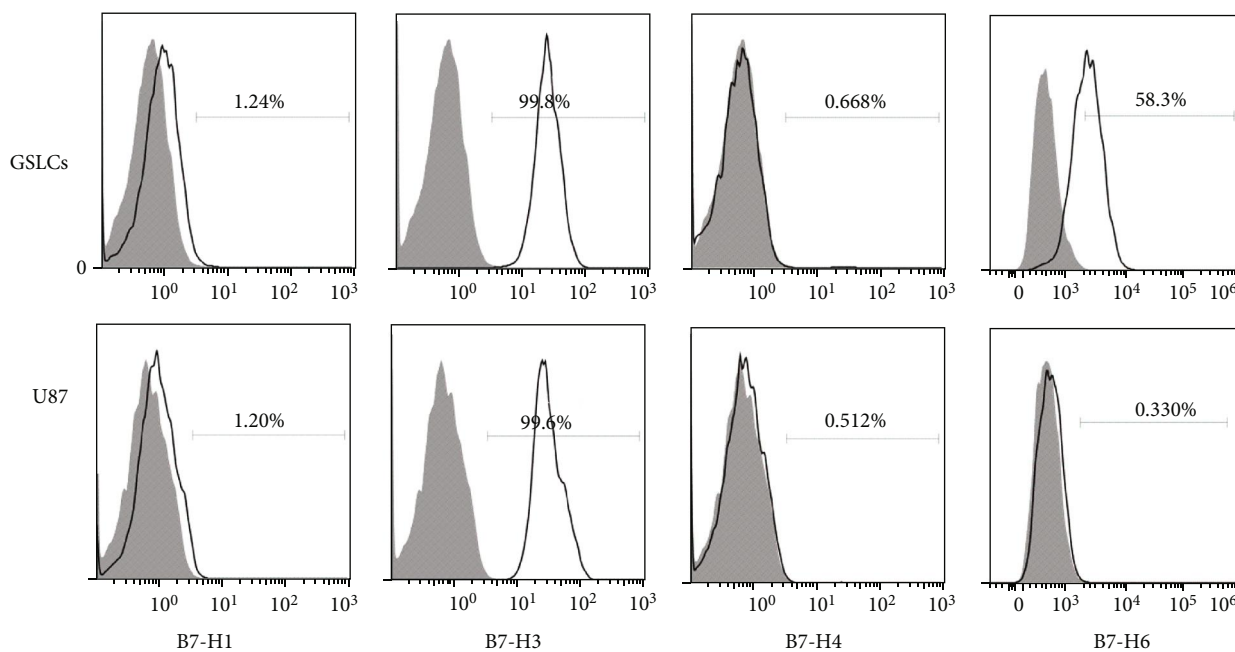 1.24% 99.8% 0.668% 58.3%
GSLCs
0
10⁰ 10¹ 10² 10³ 10⁰ 10¹ 10² 10³ 10⁰ 10¹ 10² 10³ 0 10³ 10⁴ 10⁵ 10⁶
U87
1.20% 99.6% 0.512% 0.330%
10⁰ 10¹ 10² 10³ 10⁰ 10¹ 10² 10³ 10⁰ 10¹ 10² 10³ 0 10³ 10⁴ 10⁵ 10⁶
B7-H1 B7-H3 B7-H4 B7-H6